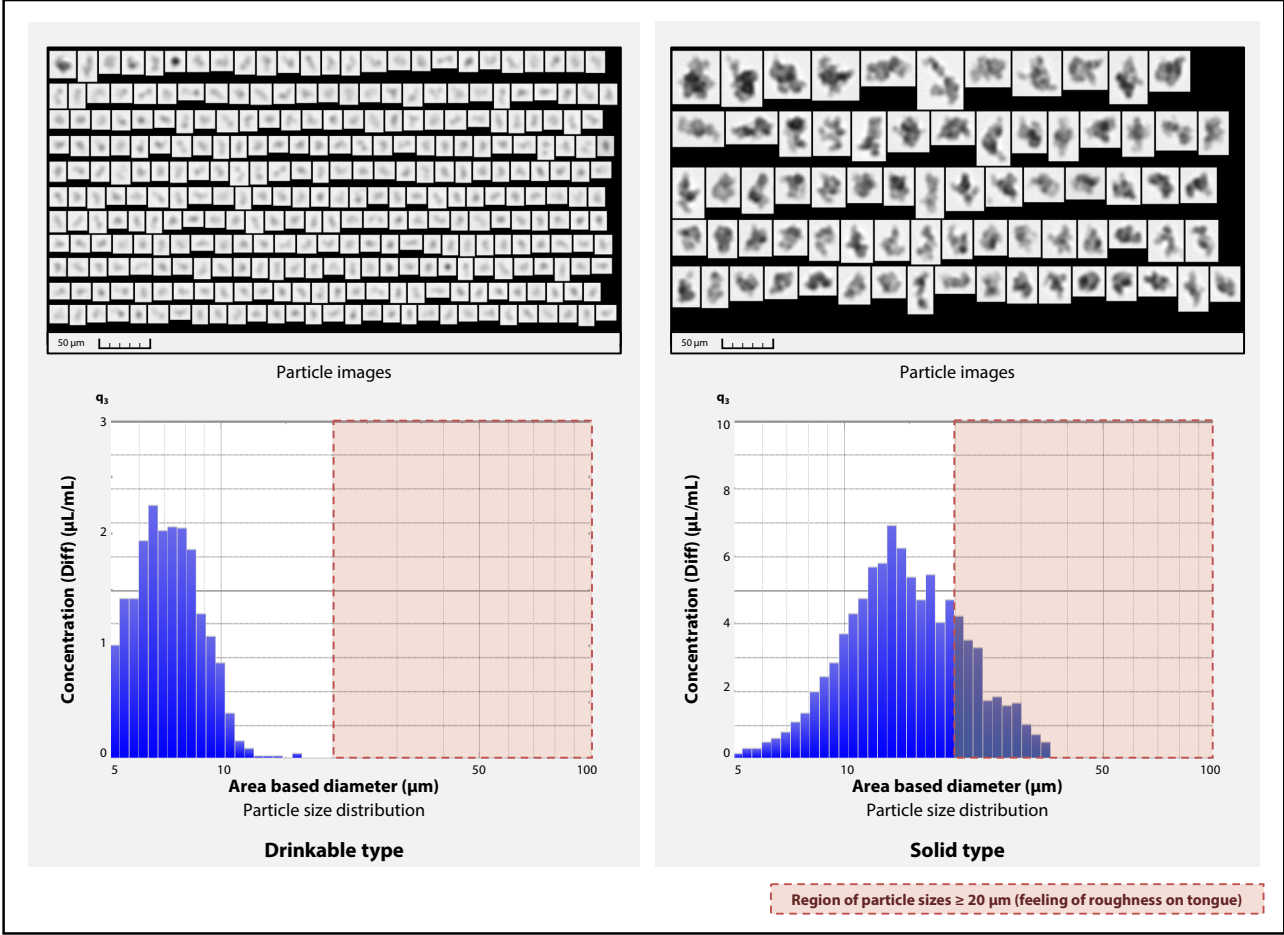 50 µm
Particle images
q₃
Concentration (Diff) (µL/mL)
3
2
1
0
5 10 50 100
Area based diameter (µm)
Particle size distribution
Drinkable type
50 µm
Particle images
q₃
Concentration (Diff) (µL/mL)
10
8
6
4
2
0
5 10 50 100
Area based diameter (µm)
Particle size distribution
Solid type
Region of particle sizes ≥ 20 µm (feeling of roughness on tongue)